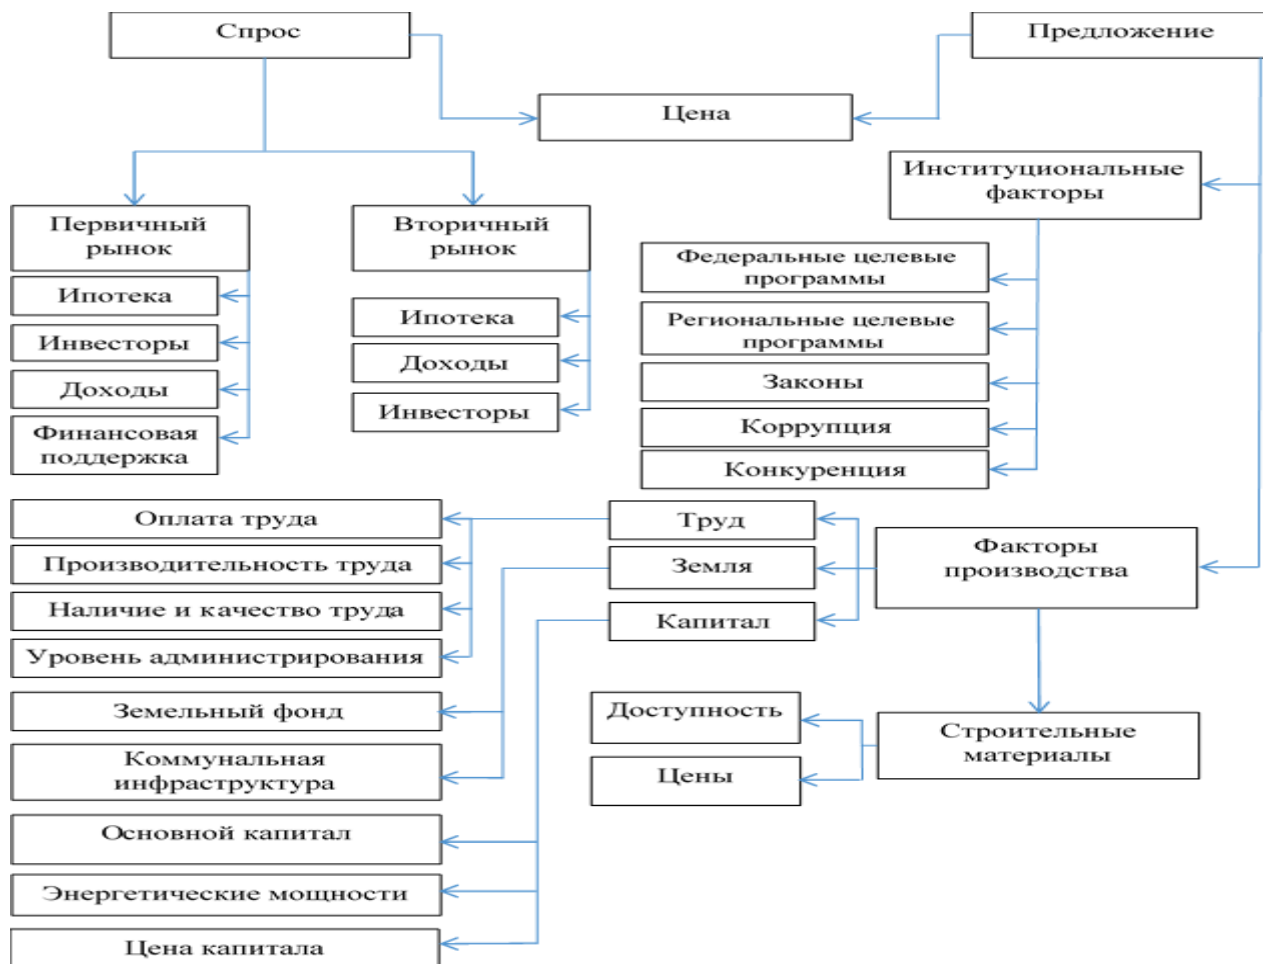 Спрос
Предложение
Цена
Институциональные
факторы
Первичный
рынок
Вторичный
рынок
Федеральные целевые
программы
Ипотека
Ипотека
Региональные целевые
программы
Инвесторы
Доходы
Законы
Доходы
Инвесторы
Коррупция
Финансовая
поддержка
Конкуренция
Оплата труда
Труд
Факторы
производства
Производительность труда
Земля
Наличие и качество труда
Капитал
Уровень администрирования
Земельный фонд
Доступность
Строительные
материалы
Коммунальная
инфраструктура
Цены
Основной капитал
Энергетические мощности
Цена капитала